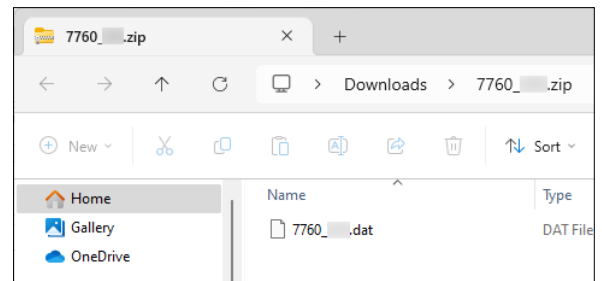 7760_ .zip
Downloads > 7760_ .zip
New Sort
Home
Gallery
OneDrive
Name Type
7760_ .dat DAT File